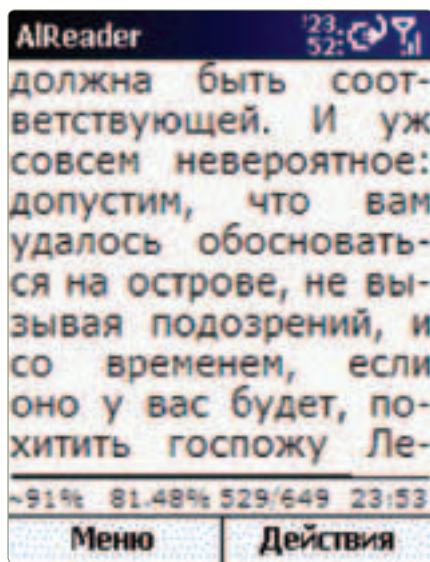 AlReader 23:52:
должна быть соот-
ветствующей. И уж
совсем невероятное:
допустим, что вам
удалось обосновать-
ся на острове, не вы-
зывая подозрений, и
со временем, если
оно у вас будет, по-
хитить госпожу Ле-
~91% 81.48% 529/649 23:53
Меню Действия